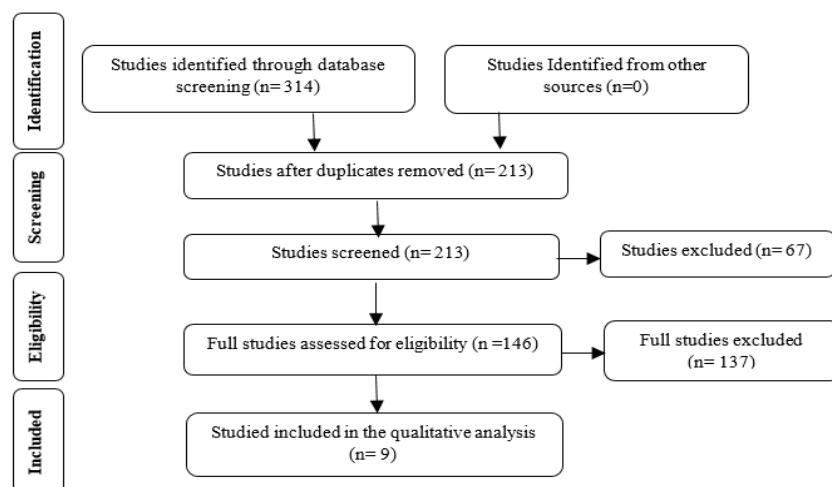 Identification
Studies identified through database
screening (n= 314)
Studies Identified from other
sources (n=0)
Screening
Studies after duplicates removed (n= 213)
Studies screened (n= 213)
Studies excluded (n= 67)
Eligibility
Full studies assessed for eligibility (n =146)
Full studies excluded
(n= 137)
Included
Studied included in the qualitative analysis
(n= 9)